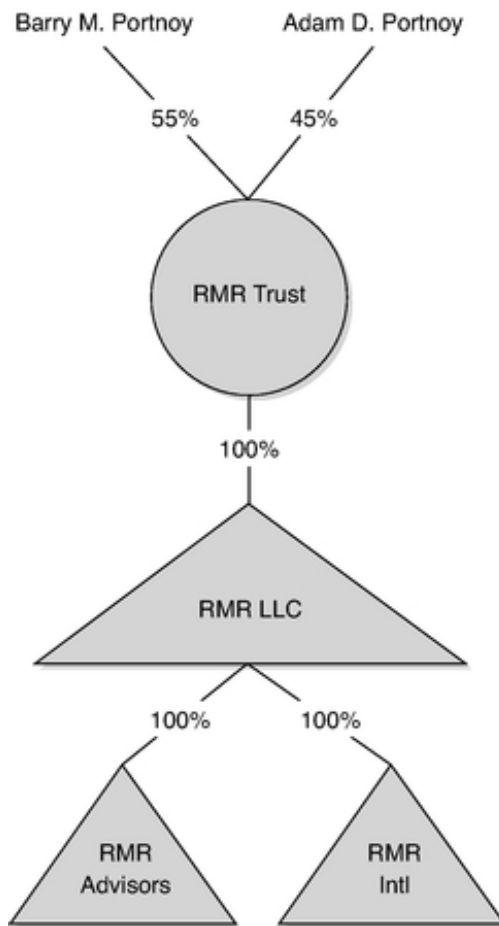 Barry M. Portnoy
Adam D. Portnoy
55%
45%
RMR Trust
100%
RMR LLC
100%
100%
RMR
Advisors
RMR
Intl